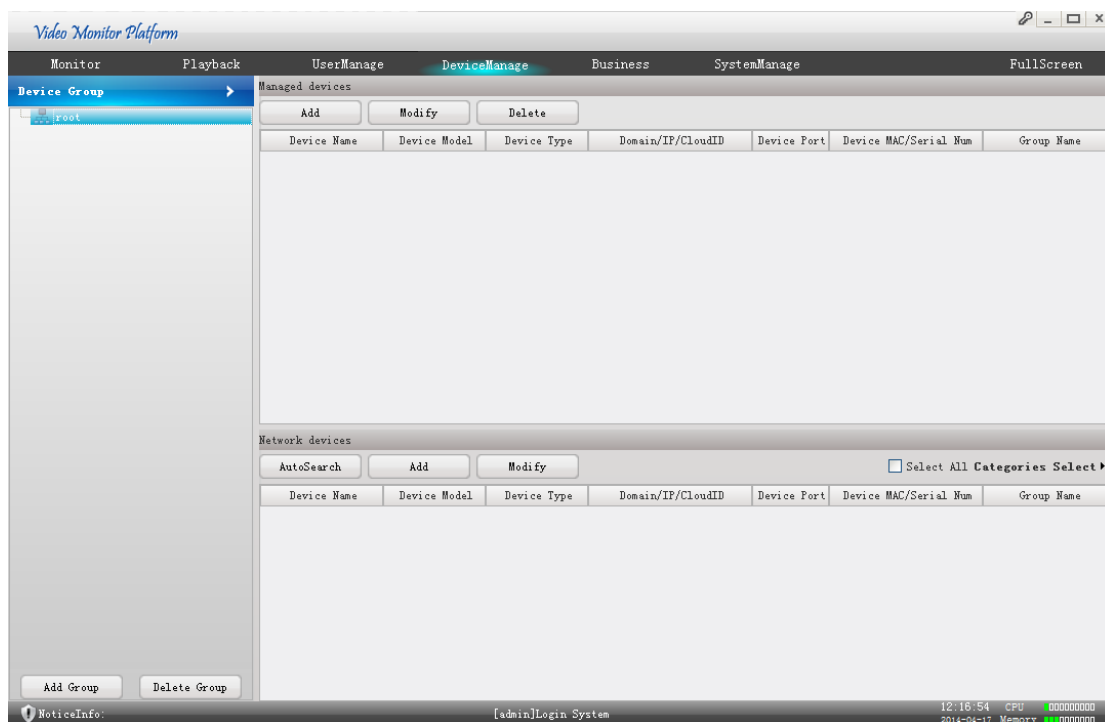 Video Monitor Platform
Monitor Playback UserManage DeviceManage Business SystemManage FullScreen
Device Group
root
Managed devices
Add Modify Delete
Device Name Device Model Device Type Domain/IP/CloudID Device Port Device MAC/Serial Num Group Name
Network devices
AutoSearch Add Modify Select All Categories Select
Device Name Device Model Device Type Domain/IP/CloudID Device Port Device MAC/Serial Num Group Name
Add Group Delete Group
NoticeInfo: [admin]Login System 12:16:54 CPU
2014-04-17 Memory